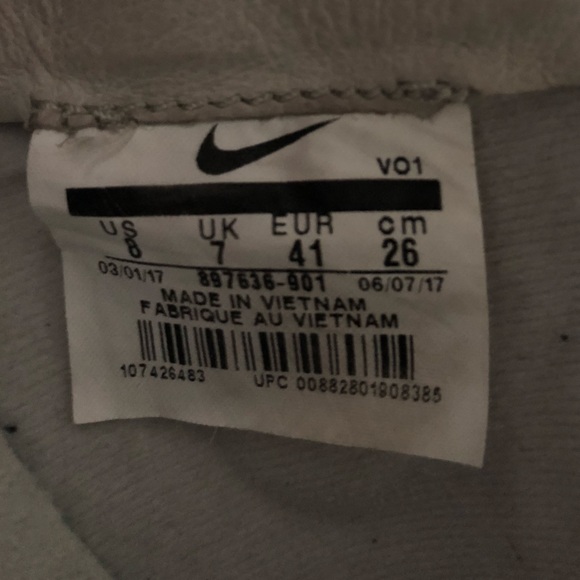 VO1
US UK EUR cm
8 7 41 26
03/01/17 897636-901 06/07/17
MADE IN VIETNAM
FABRIQUE AU VIETNAM
107426483 UPC 00882801908385